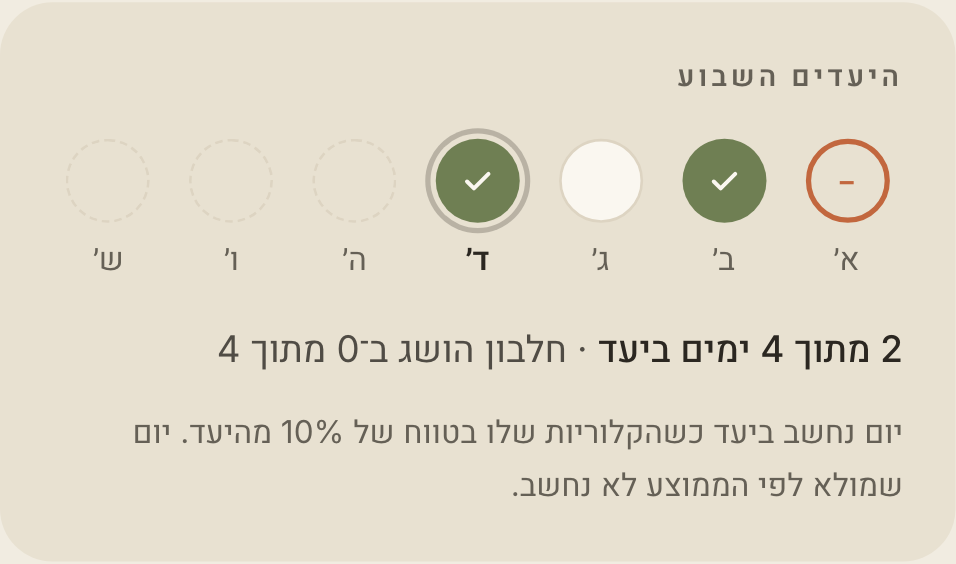 היעדים השבוע
–
א׳ ב׳ ג׳ ד׳ ה׳ ו׳ ש׳
2 מתוך 4 ימים ביעד · חלבון הושג ב־0 מתוך 4
יום נחשב ביעד כשהקלוריות שלו בטווח של 10% מהיעד. יום
שמולא לפי הממוצע לא נחשב.